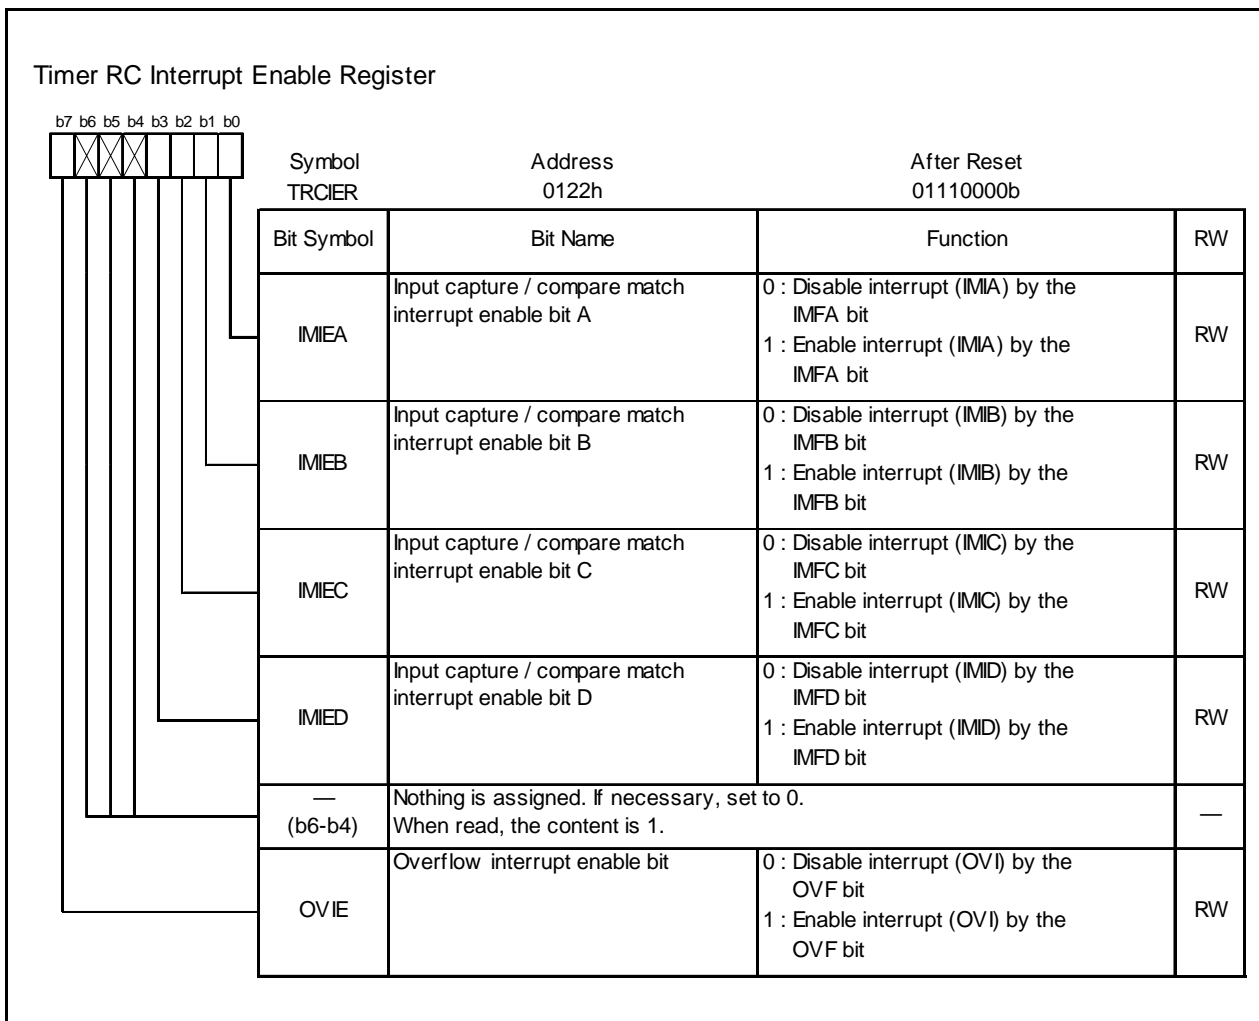 Timer RC Interrupt Enable Register
b7 b6 b5 b4 b3 b2 b1 b0
Symbol Address After Reset
TRCIER 0122h 01110000b
Bit Symbol Bit Name Function RW
IMIEA
Input capture / compare match
interrupt enable bit A
0 : Disable interrupt (IMIA) by the
IMFA bit
1 : Enable interrupt (IMIA) by the
IMFA bit
RW
IMIEB
Input capture / compare match
interrupt enable bit B
0 : Disable interrupt (IMIB) by the
IMFB bit
1 : Enable interrupt (IMIB) by the
IMFB bit
RW
IMIEC
Input capture / compare match
interrupt enable bit C
0 : Disable interrupt (IMIC) by the
IMFC bit
1 : Enable interrupt (IMIC) by the
IMFC bit
RW
IMIED
Input capture / compare match
interrupt enable bit D
0 : Disable interrupt (IMID) by the
IMFD bit
1 : Enable interrupt (IMID) by the
IMFD bit
RW
—
(b6-b4)
Nothing is assigned. If necessary, set to 0.
When read, the content is 1.
—
OVIE
Overflow interrupt enable bit
0 : Disable interrupt (OVI) by the
OVF bit
1 : Enable interrupt (OVI) by the
OVF bit
RW